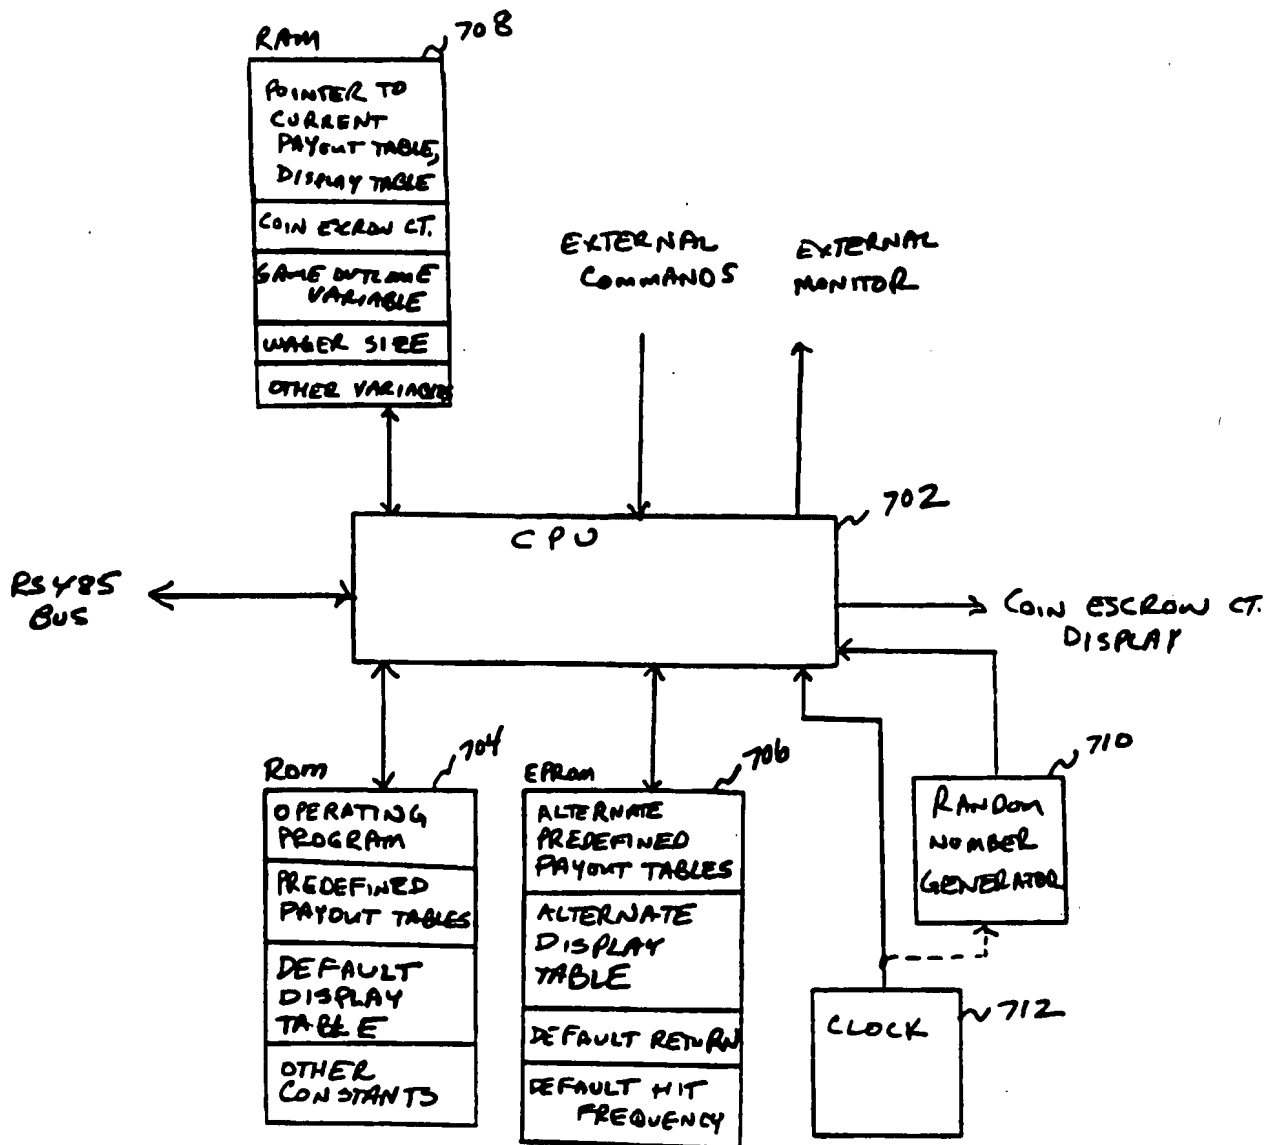 RAM
708
POINTER TO
CURRENT
PAYOUT TABLE,
DISPLAY TABLE
COIN ESCROW CT.
GAME OUTCOME
VARIABLE
WAGER SIZE
OTHER VARIABLES
EXTERNAL
COMMANDS
EXTERNAL
MONITOR
702
CPU
RS485
BUS
COIN ESCROW CT.
DISPLAY
ROM
704
OPERATING
PROGRAM
PREDEFINED
PAYOUT TABLES
DEFAULT
DISPLAY
TABLE
OTHER
CONSTANTS
EPROM
706
ALTERNATE
PREDEFINED
PAYOUT TABLES
ALTERNATE
DISPLAY
TABLE
DEFAULT RETURN
DEFAULT HIT
FREQUENCY
710
RANDOM
NUMBER
GENERATOR
CLOCK
712